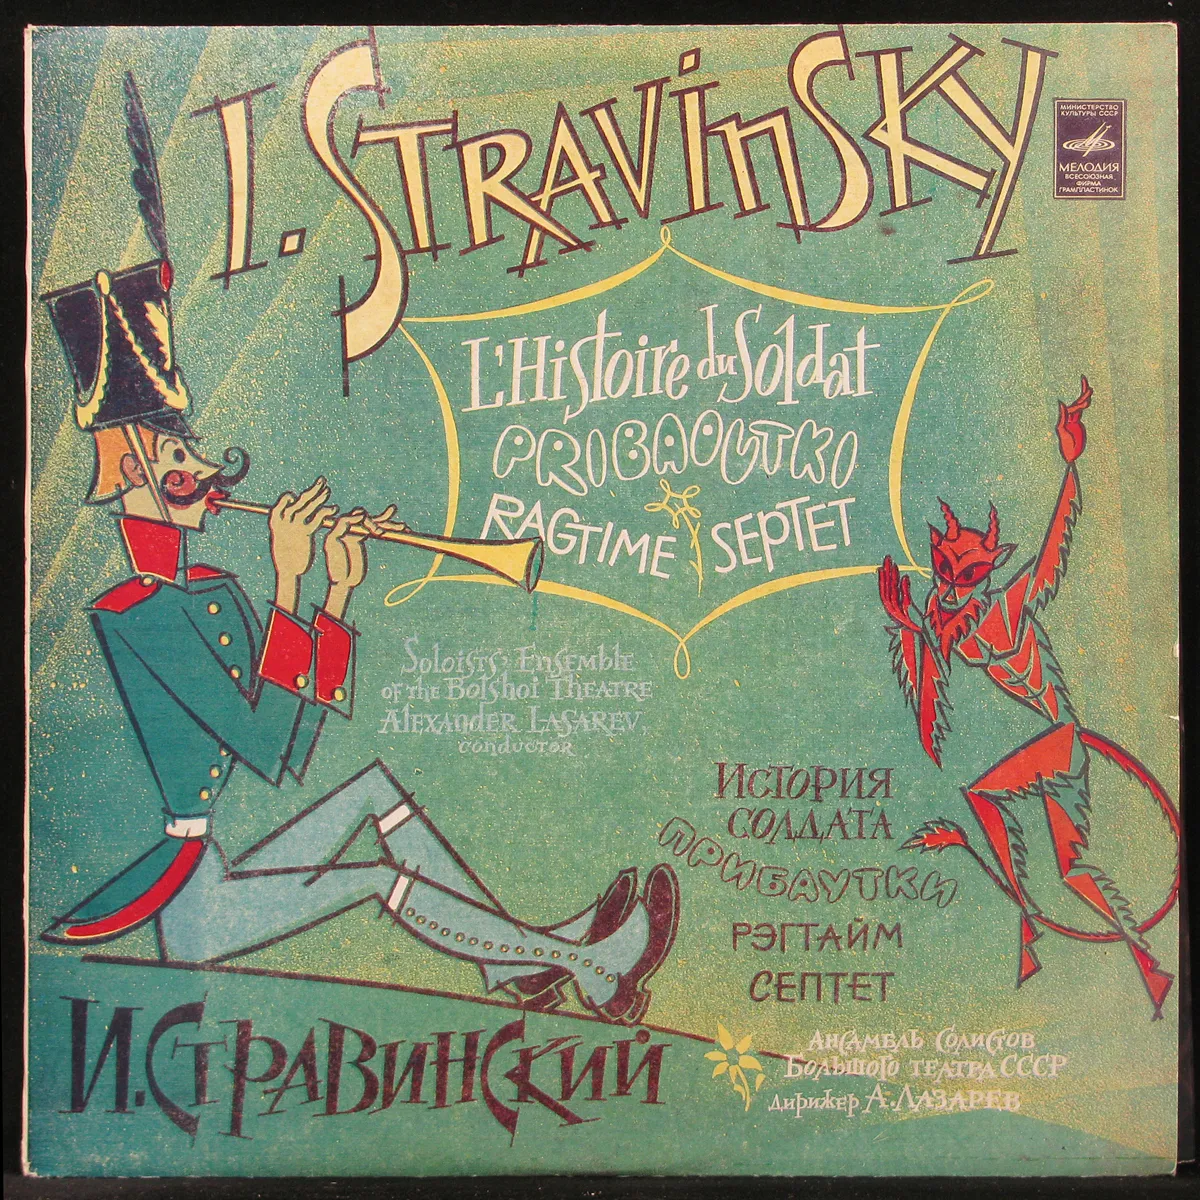 I. STRAVINSKY
МИНИСТЕРСТВО
КУЛЬТУРЫ СССР
МЕЛОДИЯ
ВСЕСОЮЗНАЯ
ФИРМА
ГРАМПЛАСТИНОК
L'Histoire du Soldat
PRIBAOUTKI
RAGTIME SEPTET
Soloists Ensemble
of the Bolshoi Theatre
Alexander Lasarev,
conductor
ИСТОРИЯ
СОЛДАТА
ПРИБАУТКИ
РЭГТАЙМ
СЕПТЕТ
И. СТРАВИНСКИЙ
Ансамбль солистов
Большого театра СССР
дирижер А. Лазарев